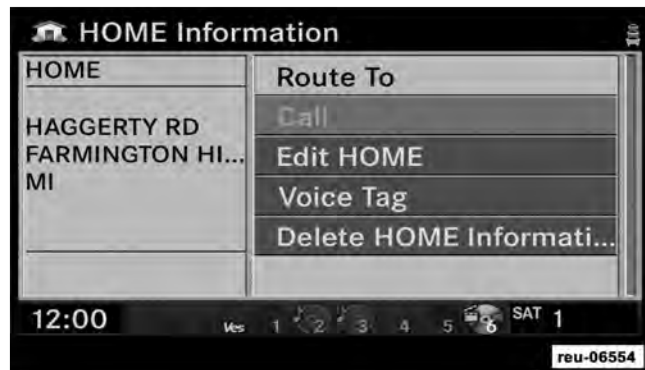 HOME Information
HOME
HAGGERTY RD
FARMINGTON HI...
MI
Route To
Call
Edit HOME
Voice Tag
Delete HOME Informati...
12:00
Ves 1 2 3 4 5 6 SAT 1
reu-06554